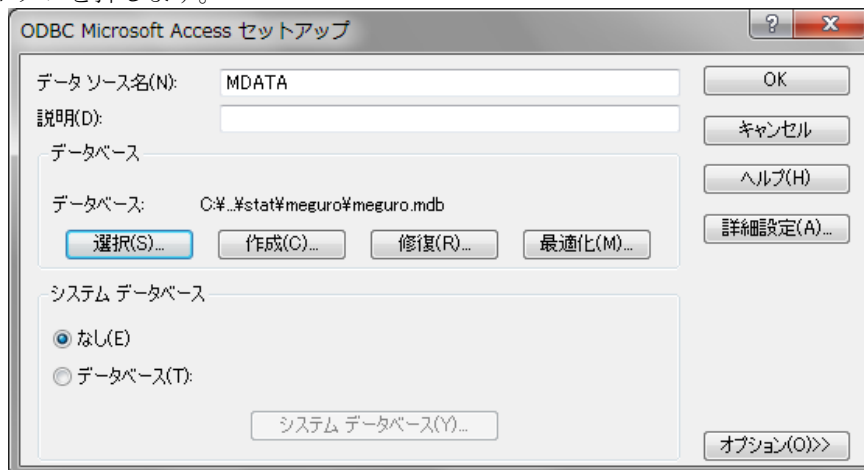 ODBC Microsoft Access セットアップ
データ ソース名(N): MDATA
OK
説明(D):
キャンセル
データベース
ヘルプ(H)
データベース: C:¥..¥stat¥meguro¥meguro.mdb
詳細設定(A)...
選択(S)... 作成(C)... 修復(R)... 最適化(M)...
システム データベース
なし(E)
データベース(T):
システム データベース(Y)...
オプション(O)>>